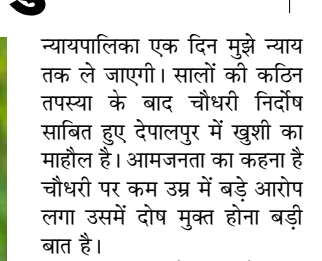 न्यायपालिका एक दिन मुझे न्याय
तक ले जाएगी। सालों की कठिन
तपस्या के बाद चौधरी निर्दोष
साबित हुए देपालपुर में खुशी का
माहौल है। आमजनता का कहना है
चौधरी पर कम उम्र में बड़े आरोप
लगा उसमें दोष मुक्त होना बड़ी
बात है।